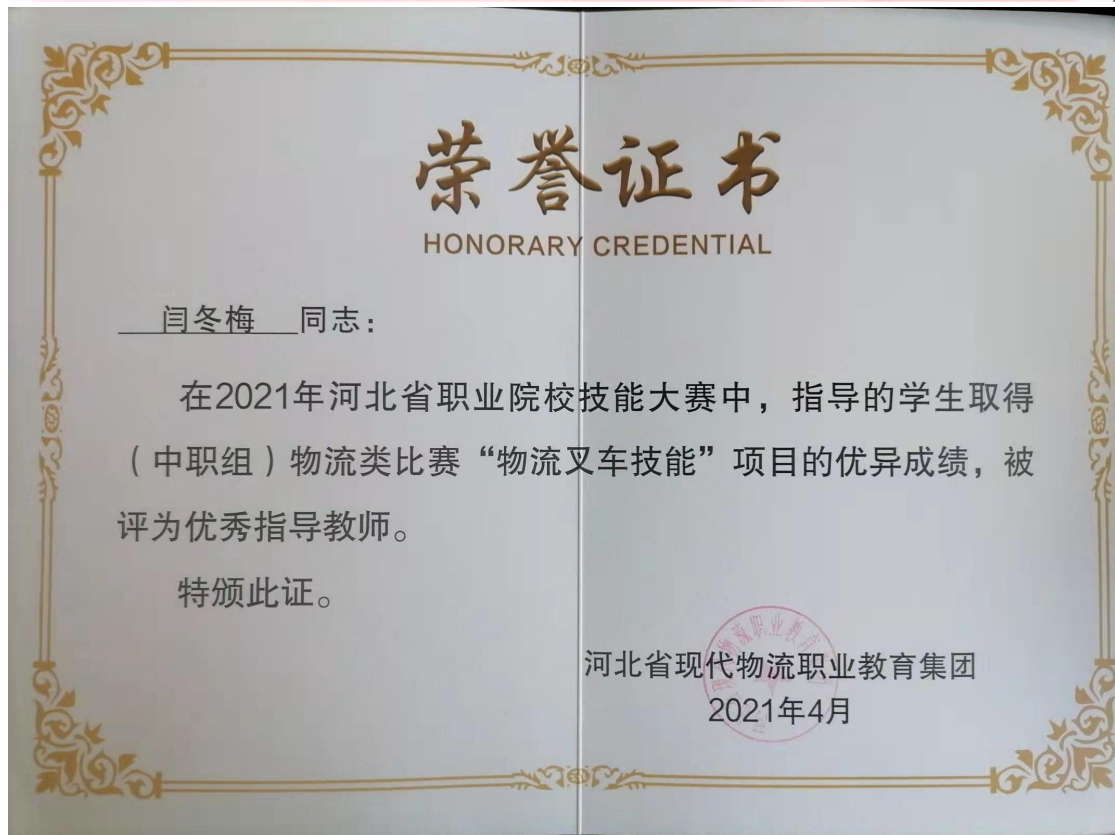 荣誉证书
HONORARY CREDENTIAL
闫冬梅 同志：
在2021年河北省职业院校技能大赛中，指导的学生取得
（中职组）物流类比赛“物流叉车技能”项目的优异成绩，被
评为优秀指导教师。
特颁此证。
河北省现代物流职业教育集团
2021年4月